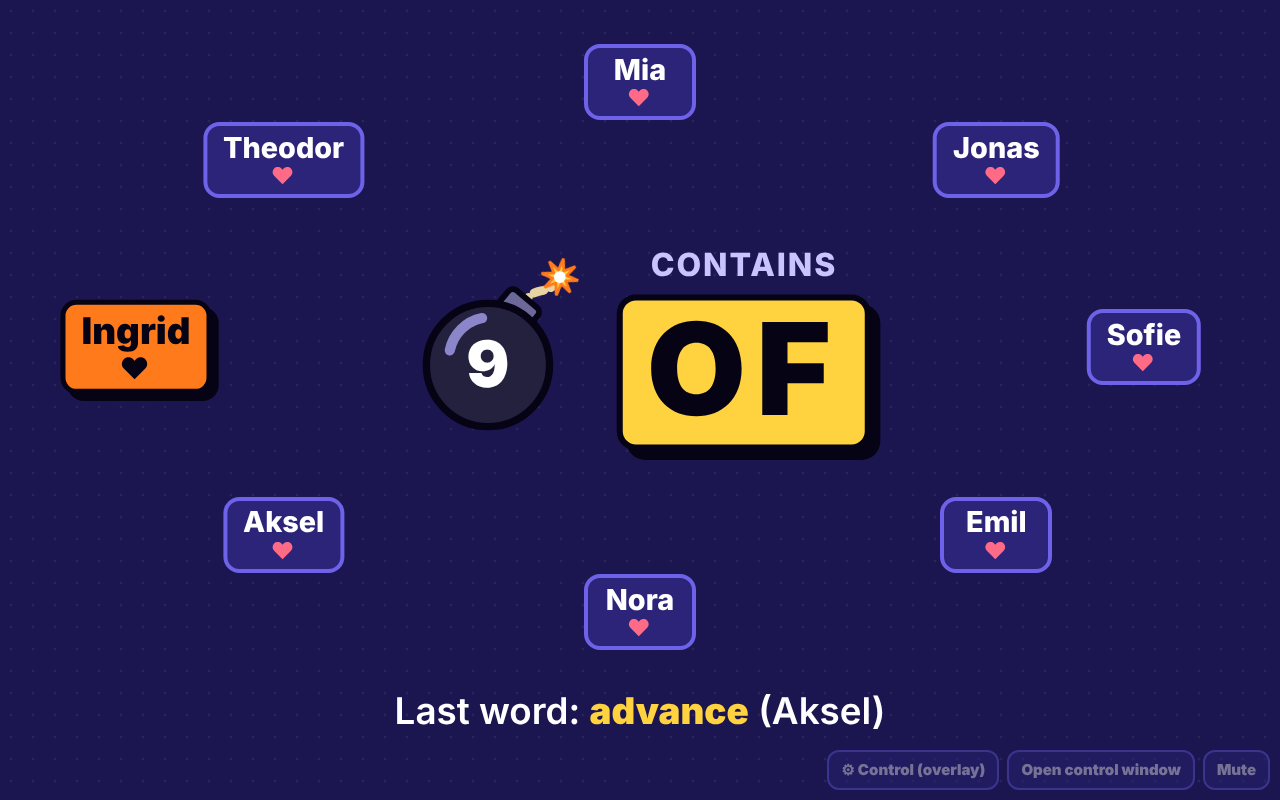 Mia
Theodor
Jonas
CONTAINS
OF
9
Ingrid
Sofie
Aksel
Emil
Nora
Last word: advance (Aksel)
⚙ Control (overlay)
Open control window
Mute